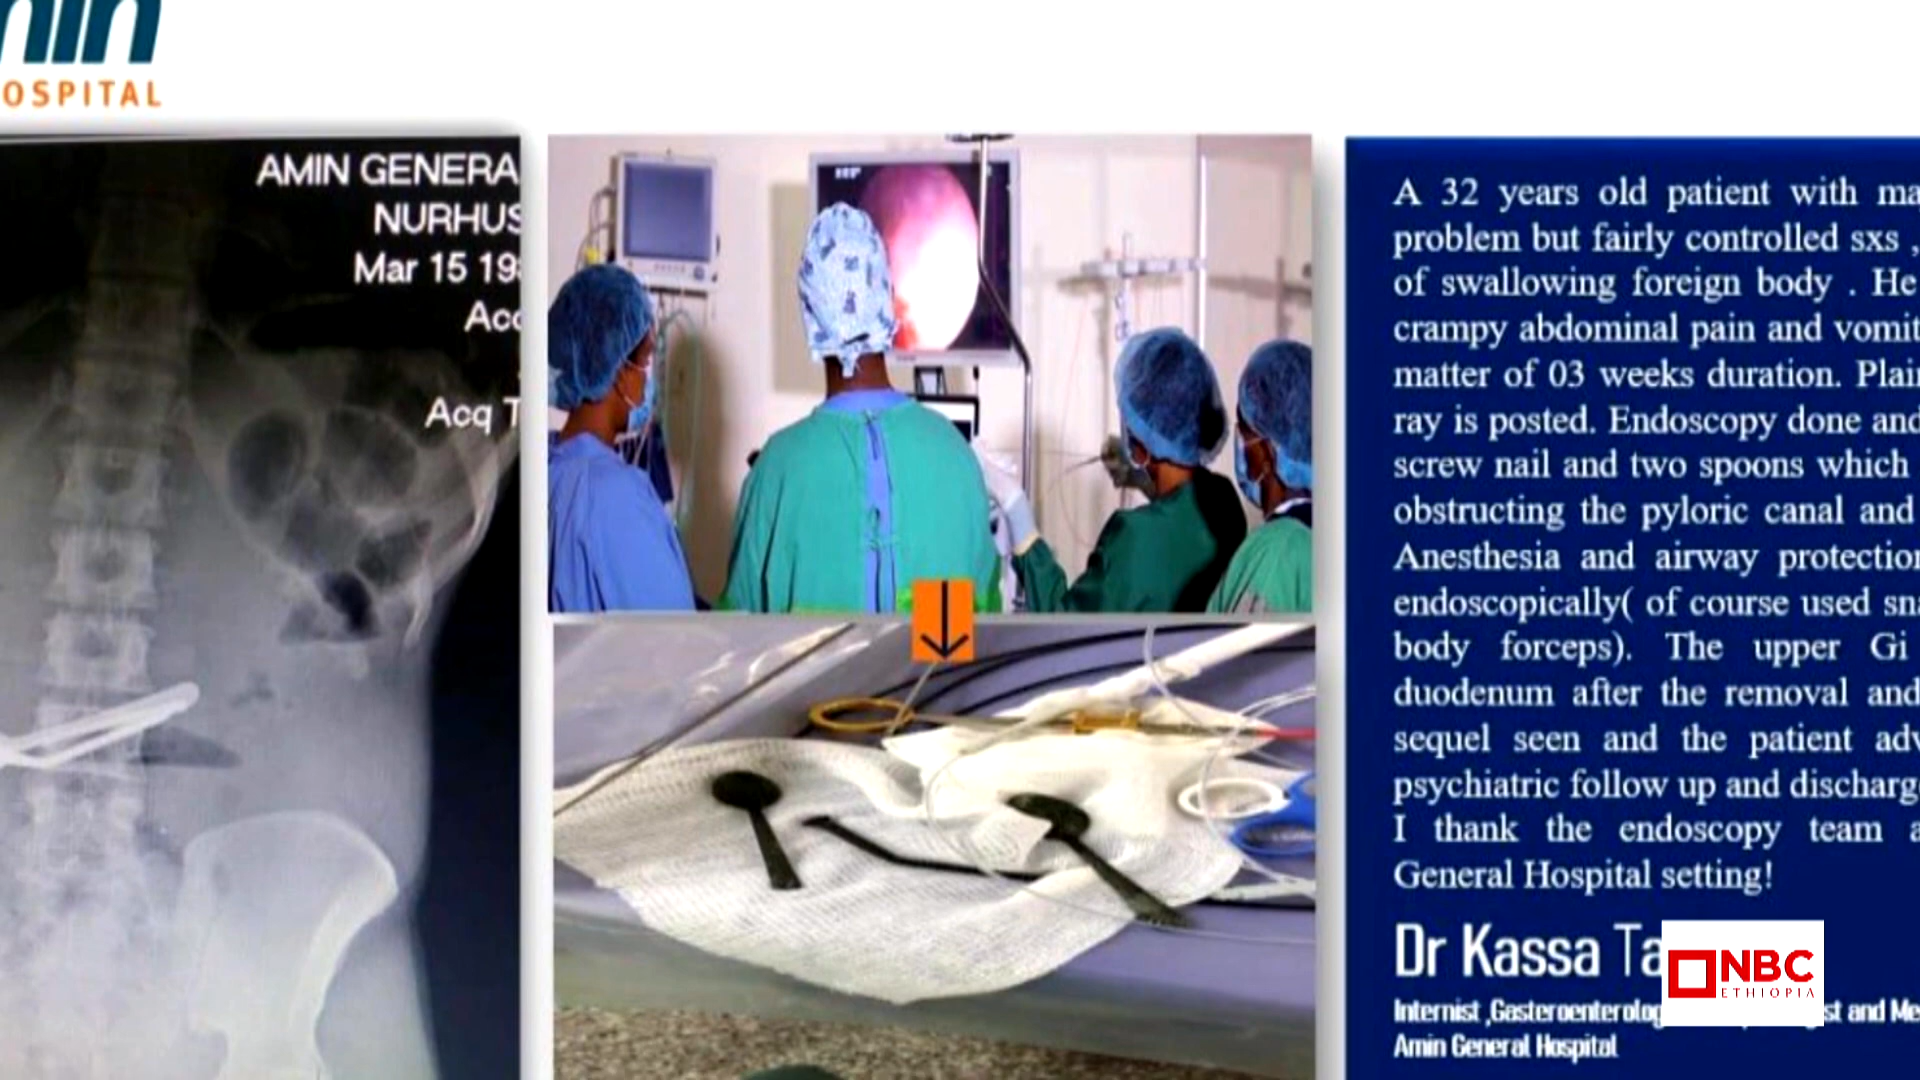 OSPITAL
AMIN GENERA
NURHUS
Mar 15 19
Acc
Acq T
A 32 years old patient with ma
problem but fairly controlled sxs ,
of swallowing foreign body . He
crampy abdominal pain and vomit
matter of 03 weeks duration. Plain
ray is posted. Endoscopy done and
screw nail and two spoons which
obstructing the pyloric canal and
Anesthesia and airway protection
endoscopically( of course used sna
body forceps). The upper Gi
duodenum after the removal and
sequel seen and the patient adv
psychiatric follow up and discharg
I thank the endoscopy team a
General Hospital setting!
Dr Kassa Ta
NBC
ETHIOPIA
Internist ,Gasteroenterolog st and Me
Amin General Hospital